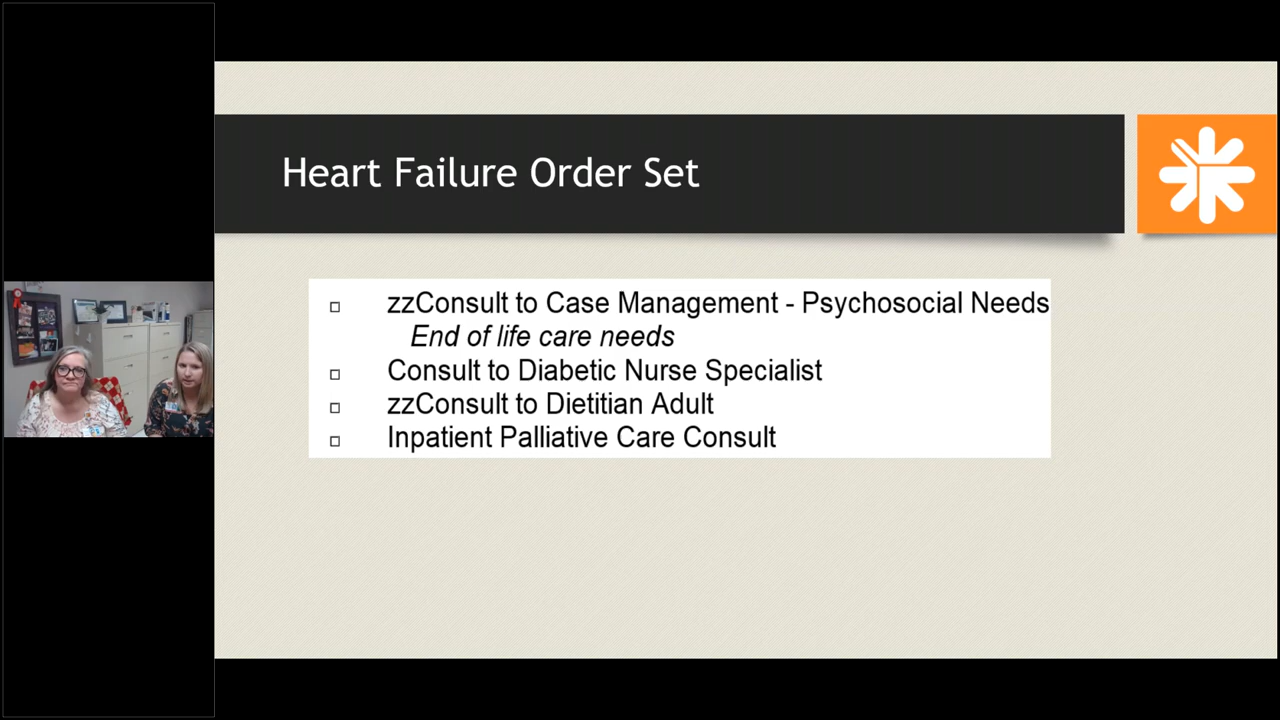 Heart Failure Order Set
zzConsult to Case Management - Psychosocial Needs
End of life care needs
Consult to Diabetic Nurse Specialist
zzConsult to Dietitian Adult
Inpatient Palliative Care Consult